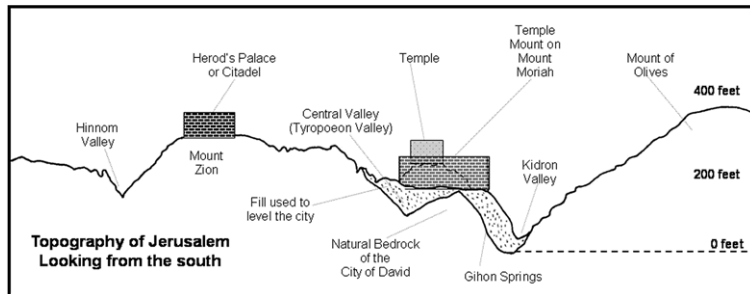 Herod's Palace
or Citadel
Temple
Temple
Mount on
Mount
Moriah
Mount of
Olives
400 feet
Hinnom
Valley
Central Valley
(Tyropoeon Valley)
Mount
Zion
Kidron
Valley
200 feet
Fill used to
level the city
Topography of Jerusalem
Looking from the south
Natural Bedrock
of the
City of David
Gihon Springs
0 feet